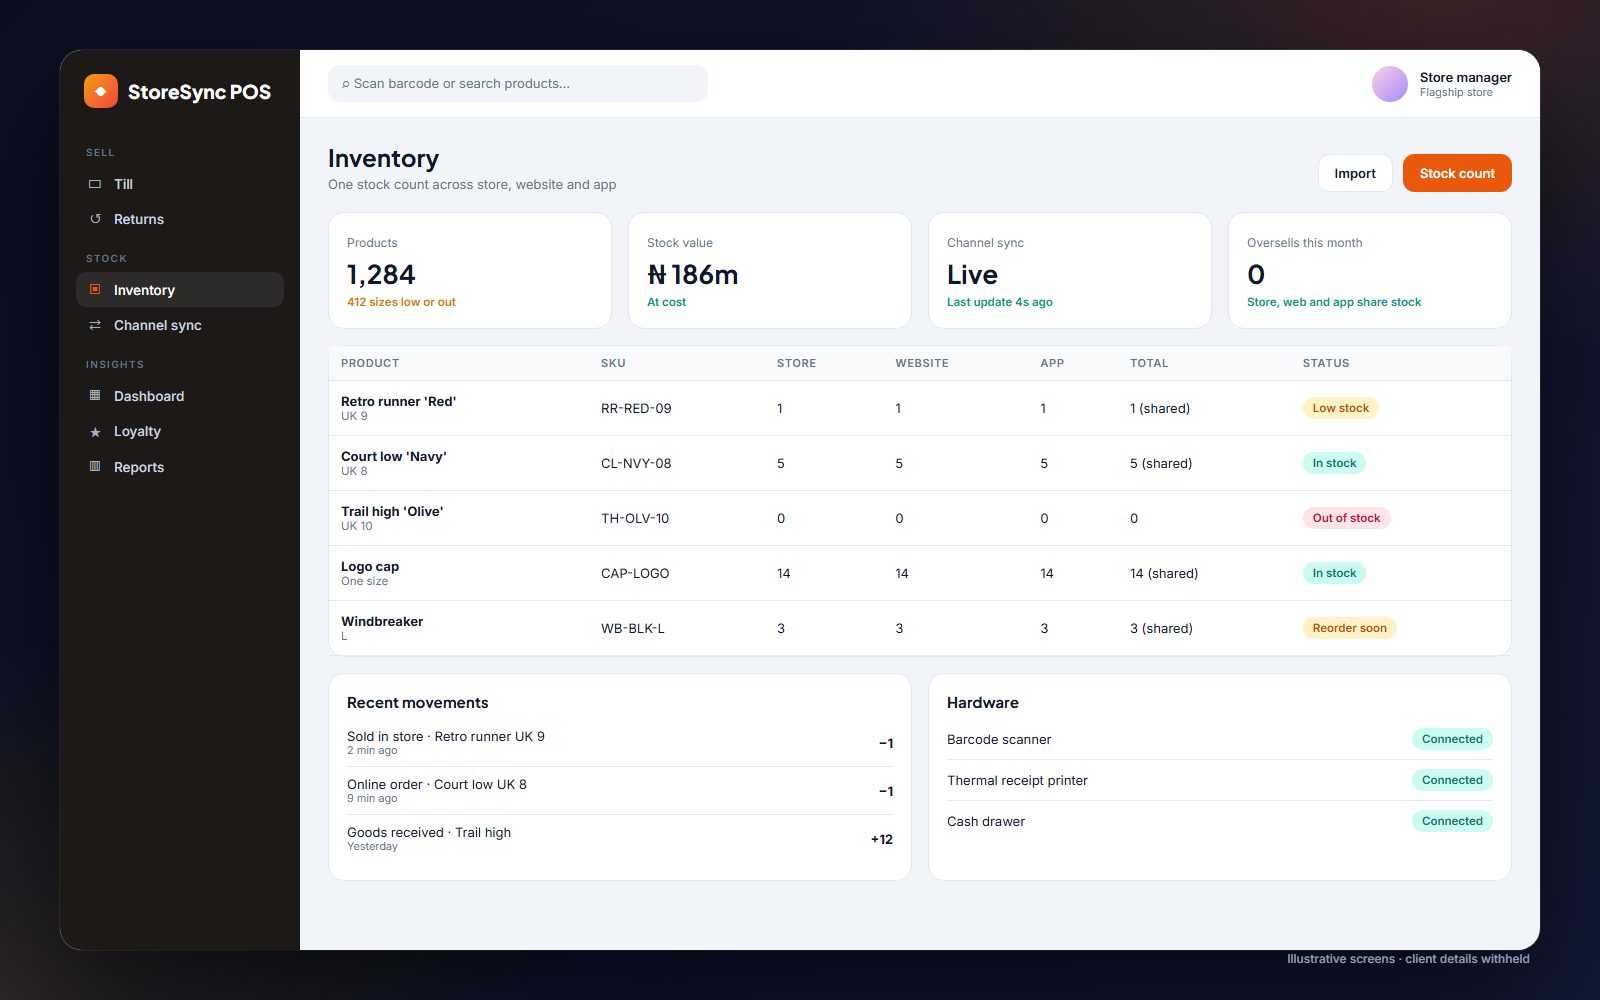 StoreSync POS
Scan barcode or search products...
Store manager
Flagship store
SELL
Till
Returns
STOCK
Inventory
Channel sync
INSIGHTS
Dashboard
Loyalty
Reports
Inventory
One stock count across store, website and app
Import
Stock count
Products
1,284
412 sizes low or out
Stock value
₦186m
At cost
Channel sync
Live
Last update 4s ago
Oversells this month
0
Store, web and app share stock
PRODUCT SKU STORE WEBSITE APP TOTAL STATUS
Retro runner 'Red'
UK 9
RR-RED-09 1 1 1 1 (shared) Low stock
Court low 'Navy'
UK 8
CL-NVY-08 5 5 5 5 (shared) In stock
Trail high 'Olive'
UK 10
TH-OLV-10 0 0 0 0 Out of stock
Logo cap
One size
CAP-LOGO 14 14 14 14 (shared) In stock
Windbreaker
L
WB-BLK-L 3 3 3 3 (shared) Reorder soon
Recent movements
Sold in store · Retro runner UK 9
2 min ago
−1
Online order · Court low UK 8
9 min ago
−1
Goods received · Trail high
Yesterday
+12
Hardware
Barcode scanner Connected
Thermal receipt printer Connected
Cash drawer Connected
Illustrative screens · client details withheld